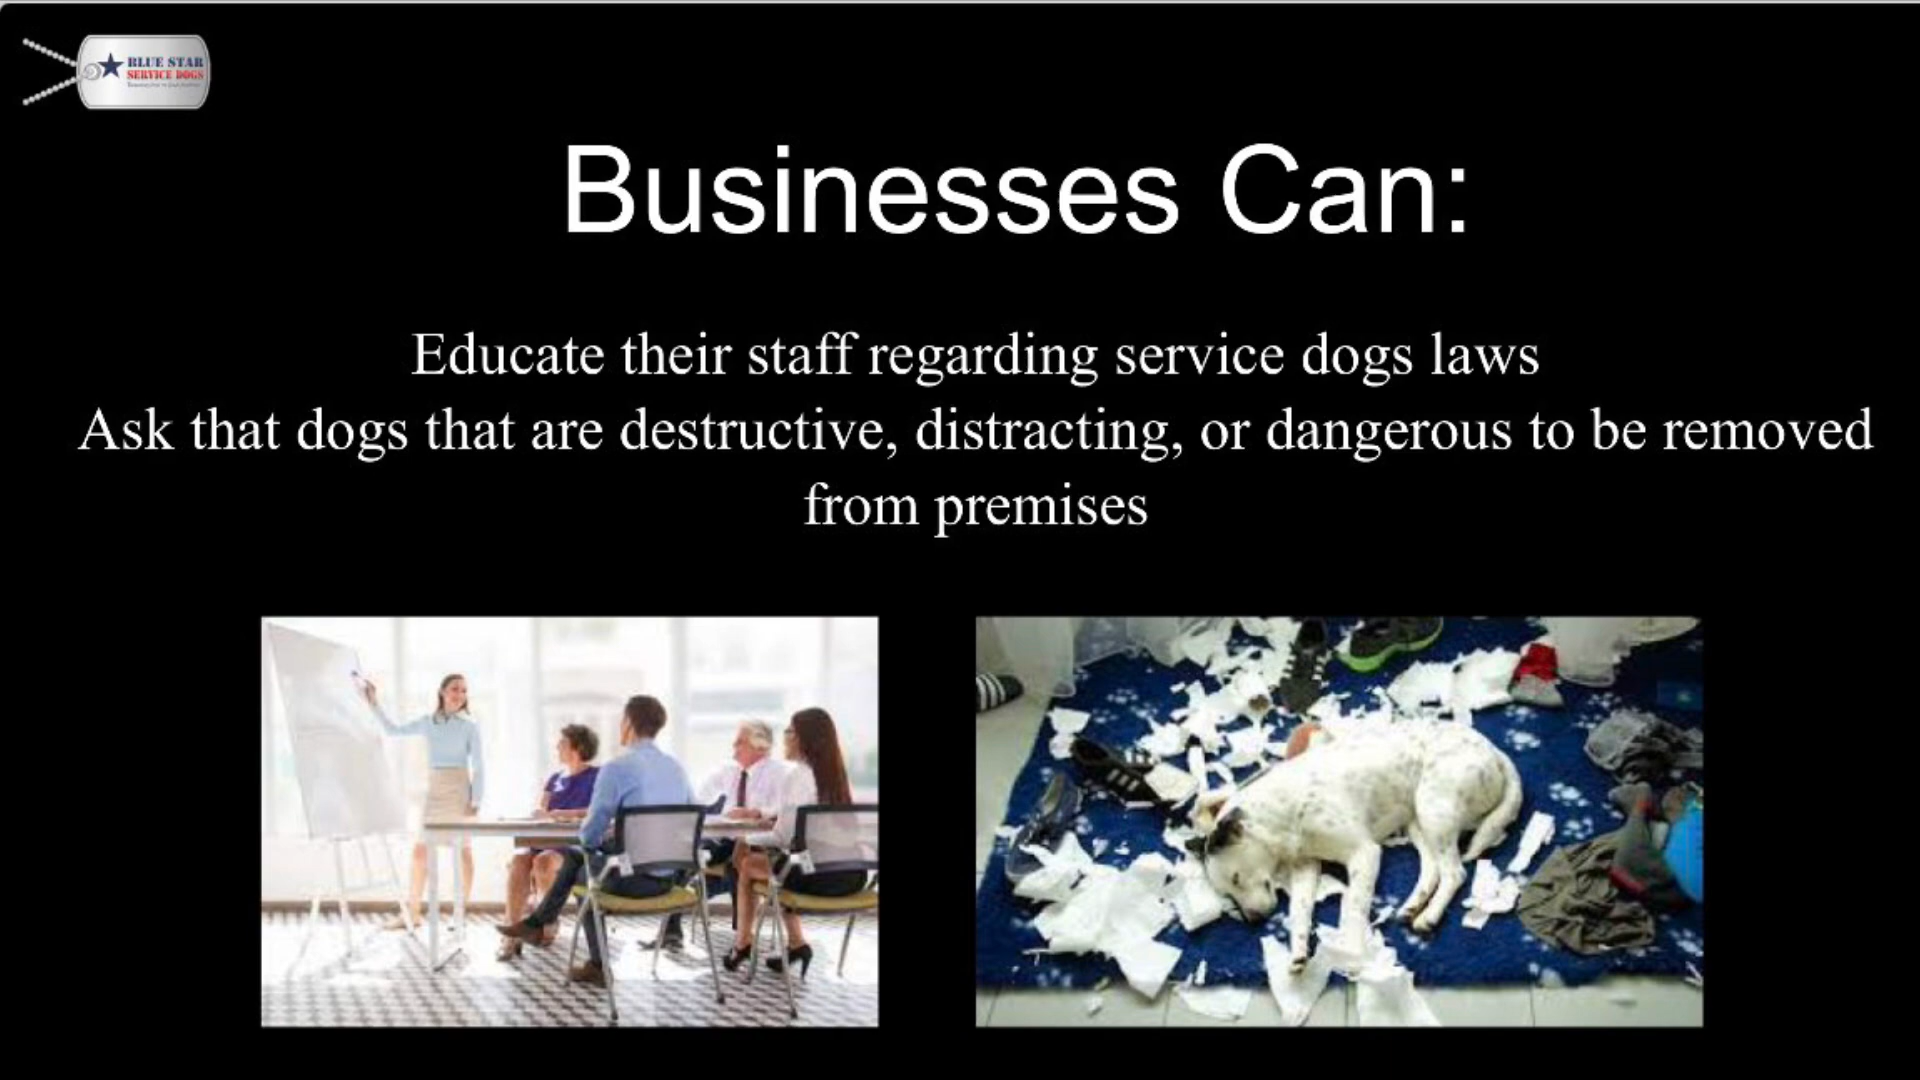 BLUE STAR
SERVICE DOGS
Businesses Can:
Educate their staff regarding service dogs laws
Ask that dogs that are destructive, distracting, or dangerous to be removed
from premises